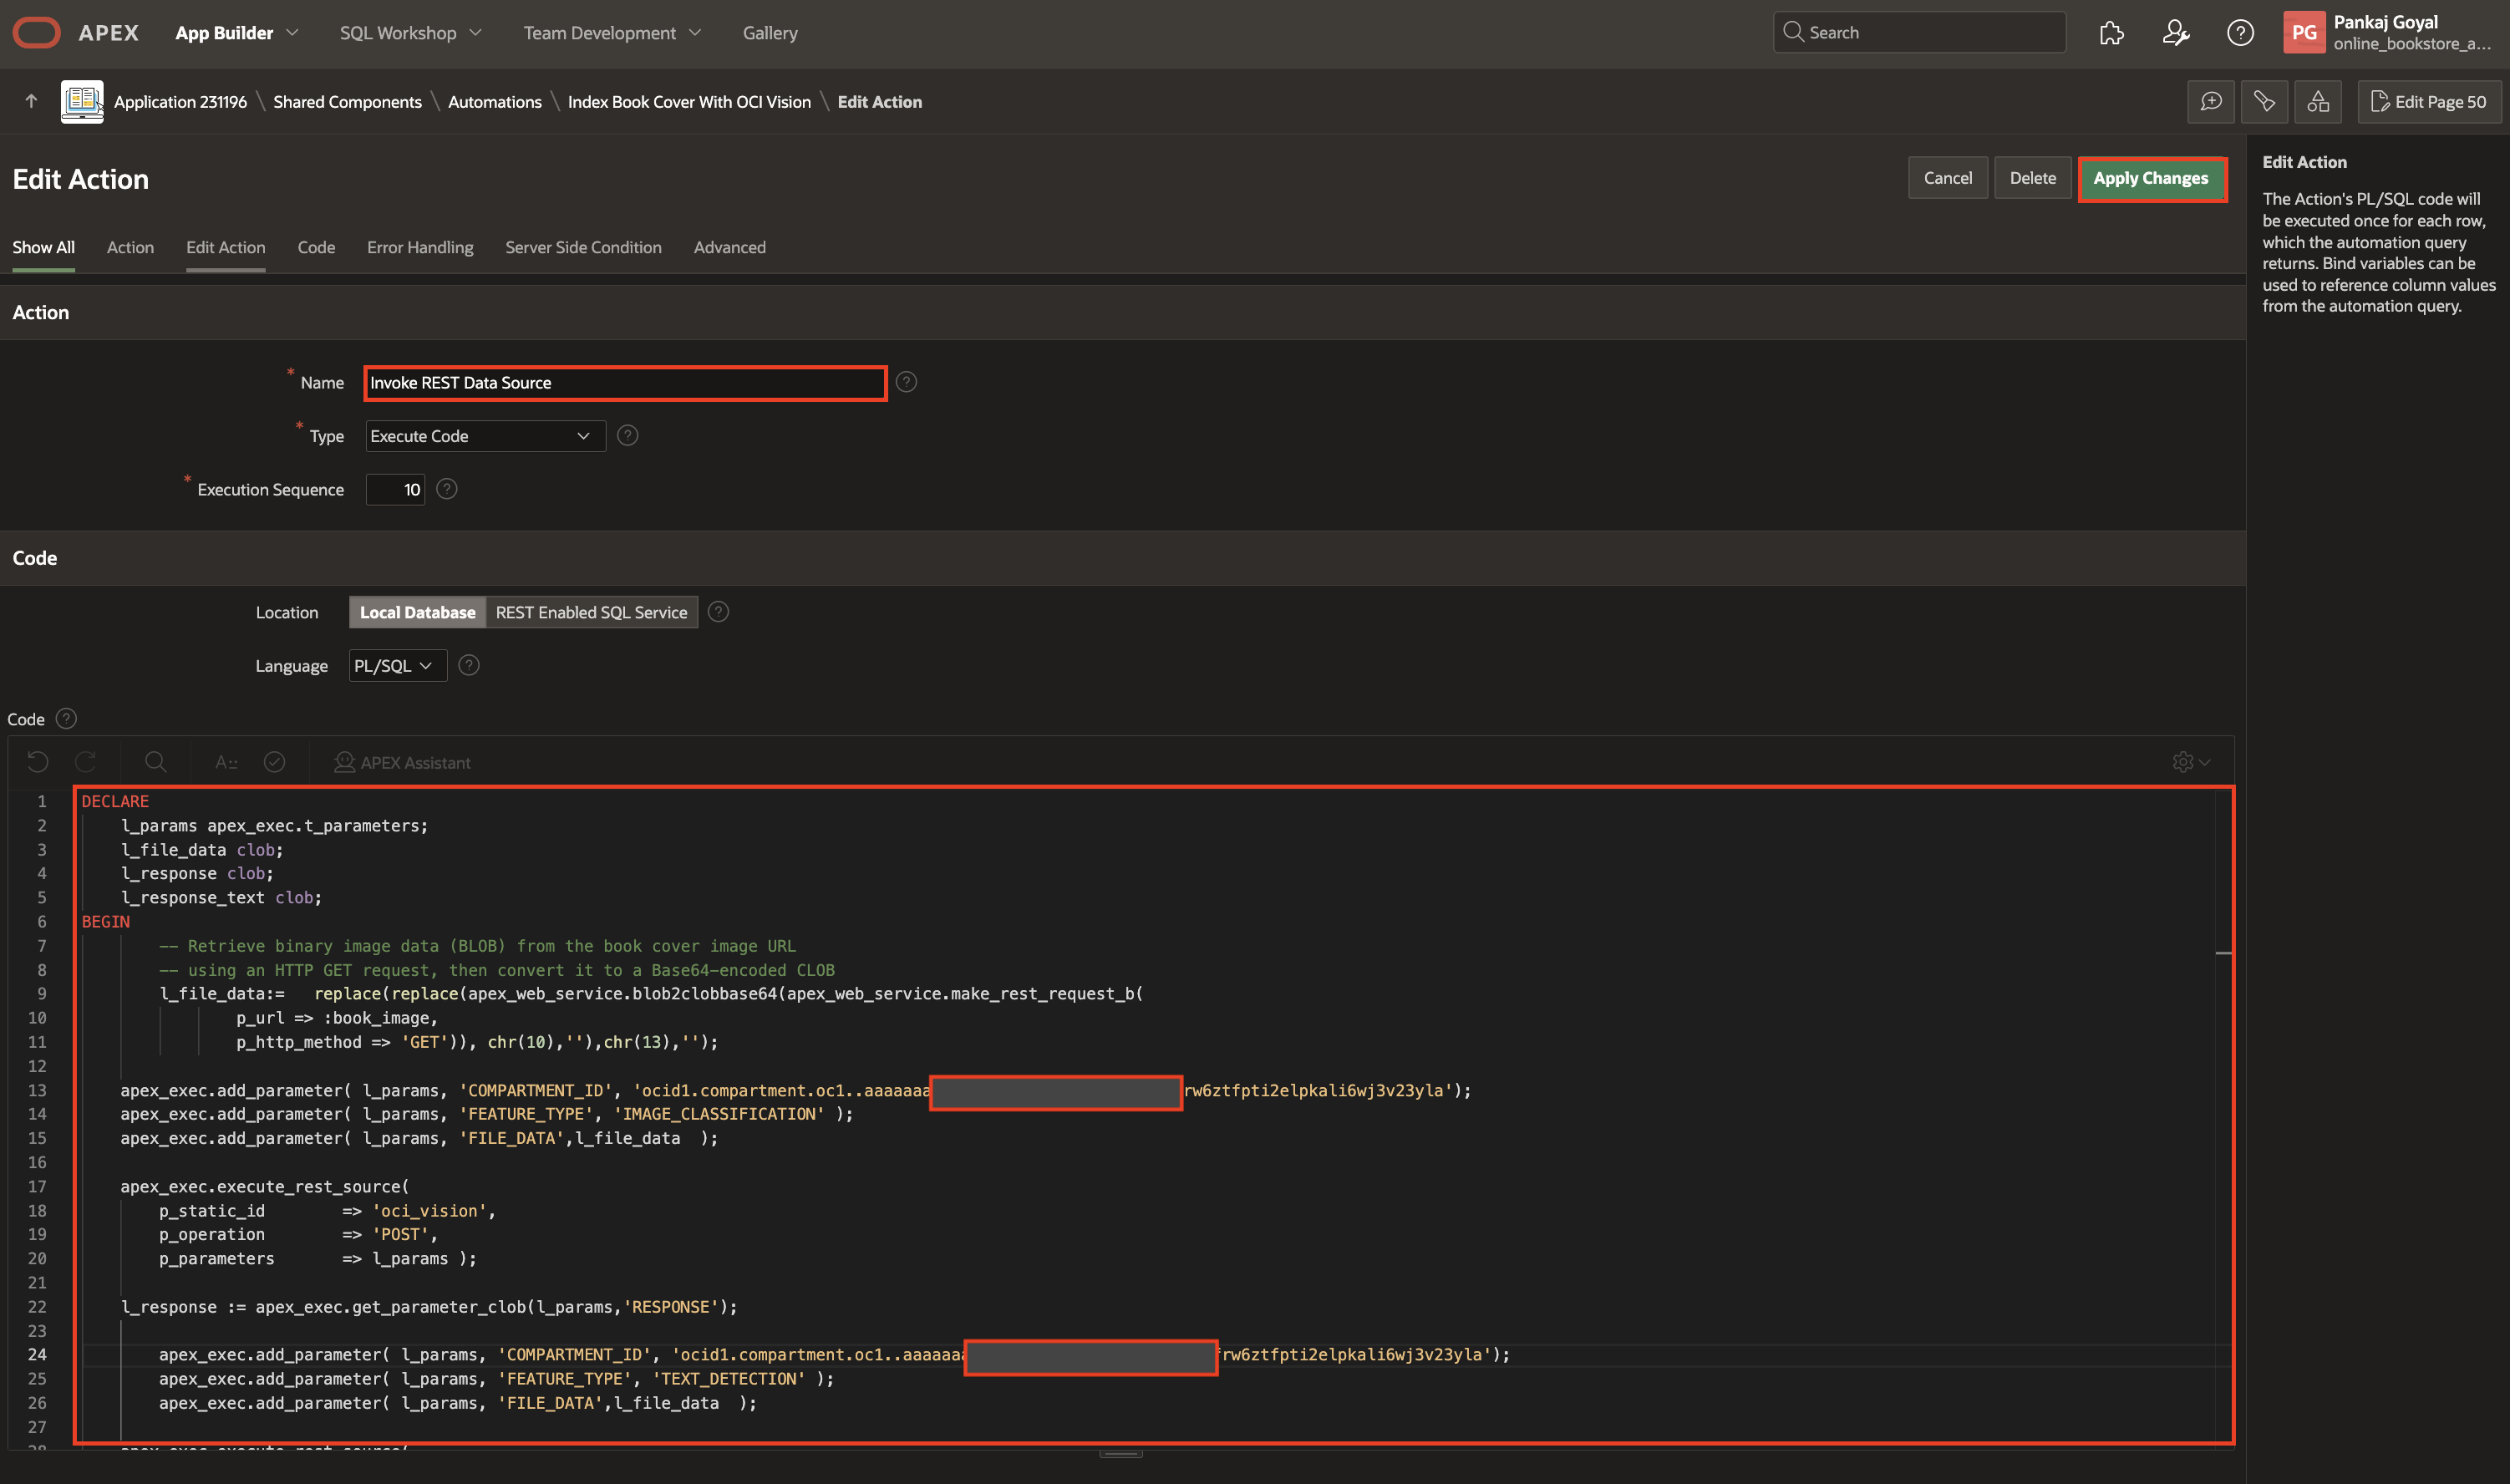 APEX App Builder SQL Workshop Team Development Gallery Search PG Pankaj Goyal
online_bookstore_a...
Application 231196 \ Shared Components \ Automations \ Index Book Cover With OCI Vision \ Edit Action Edit Page 50
Edit Action Cancel Delete Apply Changes
Show All Action Edit Action Code Error Handling Server Side Condition Advanced
Edit Action
The Action's PL/SQL code will
be executed once for each row,
which the automation query
returns. Bind variables can be
used to reference column values
from the automation query.
Action
* Name Invoke REST Data Source ?
* Type Execute Code ?
* Execution Sequence 10 ?
Code
Location Local Database REST Enabled SQL Service ?
Language PL/SQL ?
Code ?
APEX Assistant
1 DECLARE
2 l_params apex_exec.t_parameters;
3 l_file_data clob;
4 l_response clob;
5 l_response_text clob;
6 BEGIN
7 -- Retrieve binary image data (BLOB) from the book cover image URL
8 -- using an HTTP GET request, then convert it to a Base64-encoded CLOB
9 l_file_data:= replace(replace(apex_web_service.blob2clobbase64(apex_web_service.make_rest_request_b(
10 p_url => :book_image,
11 p_http_method => 'GET')), chr(10),''),chr(13),'');
12
13 apex_exec.add_parameter( l_params, 'COMPARTMENT_ID', 'ocid1.compartment.oc1..aaaaaaa rw6ztfpti2elpkali6wj3v23yla');
14 apex_exec.add_parameter( l_params, 'FEATURE_TYPE', 'IMAGE_CLASSIFICATION' );
15 apex_exec.add_parameter( l_params, 'FILE_DATA',l_file_data );
16
17 apex_exec.execute_rest_source(
18 p_static_id => 'oci_vision',
19 p_operation => 'POST',
20 p_parameters => l_params );
21
22 l_response := apex_exec.get_parameter_clob(l_params,'RESPONSE');
23
24 apex_exec.add_parameter( l_params, 'COMPARTMENT_ID', 'ocid1.compartment.oc1..aaaaaaa rw6ztfpti2elpkali6wj3v23yla');
25 apex_exec.add_parameter( l_params, 'FEATURE_TYPE', 'TEXT_DETECTION' );
26 apex_exec.add_parameter( l_params, 'FILE_DATA',l_file_data );
27